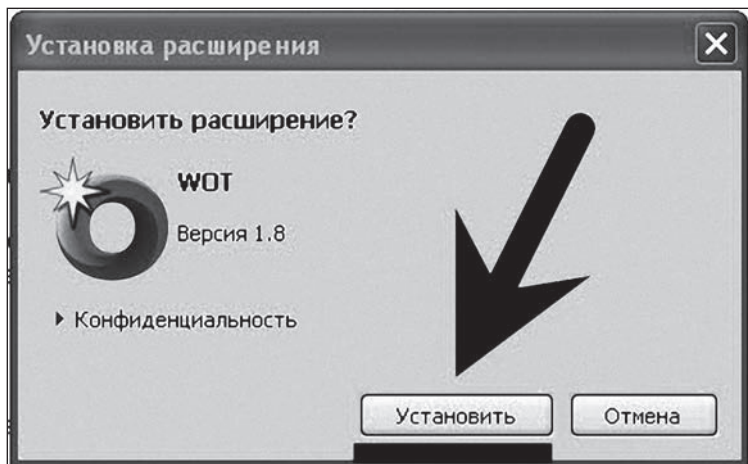 Установка расширения
Установить расширение?
WOT
Версия 1.8
Конфиденциальность
Установить
Отмена